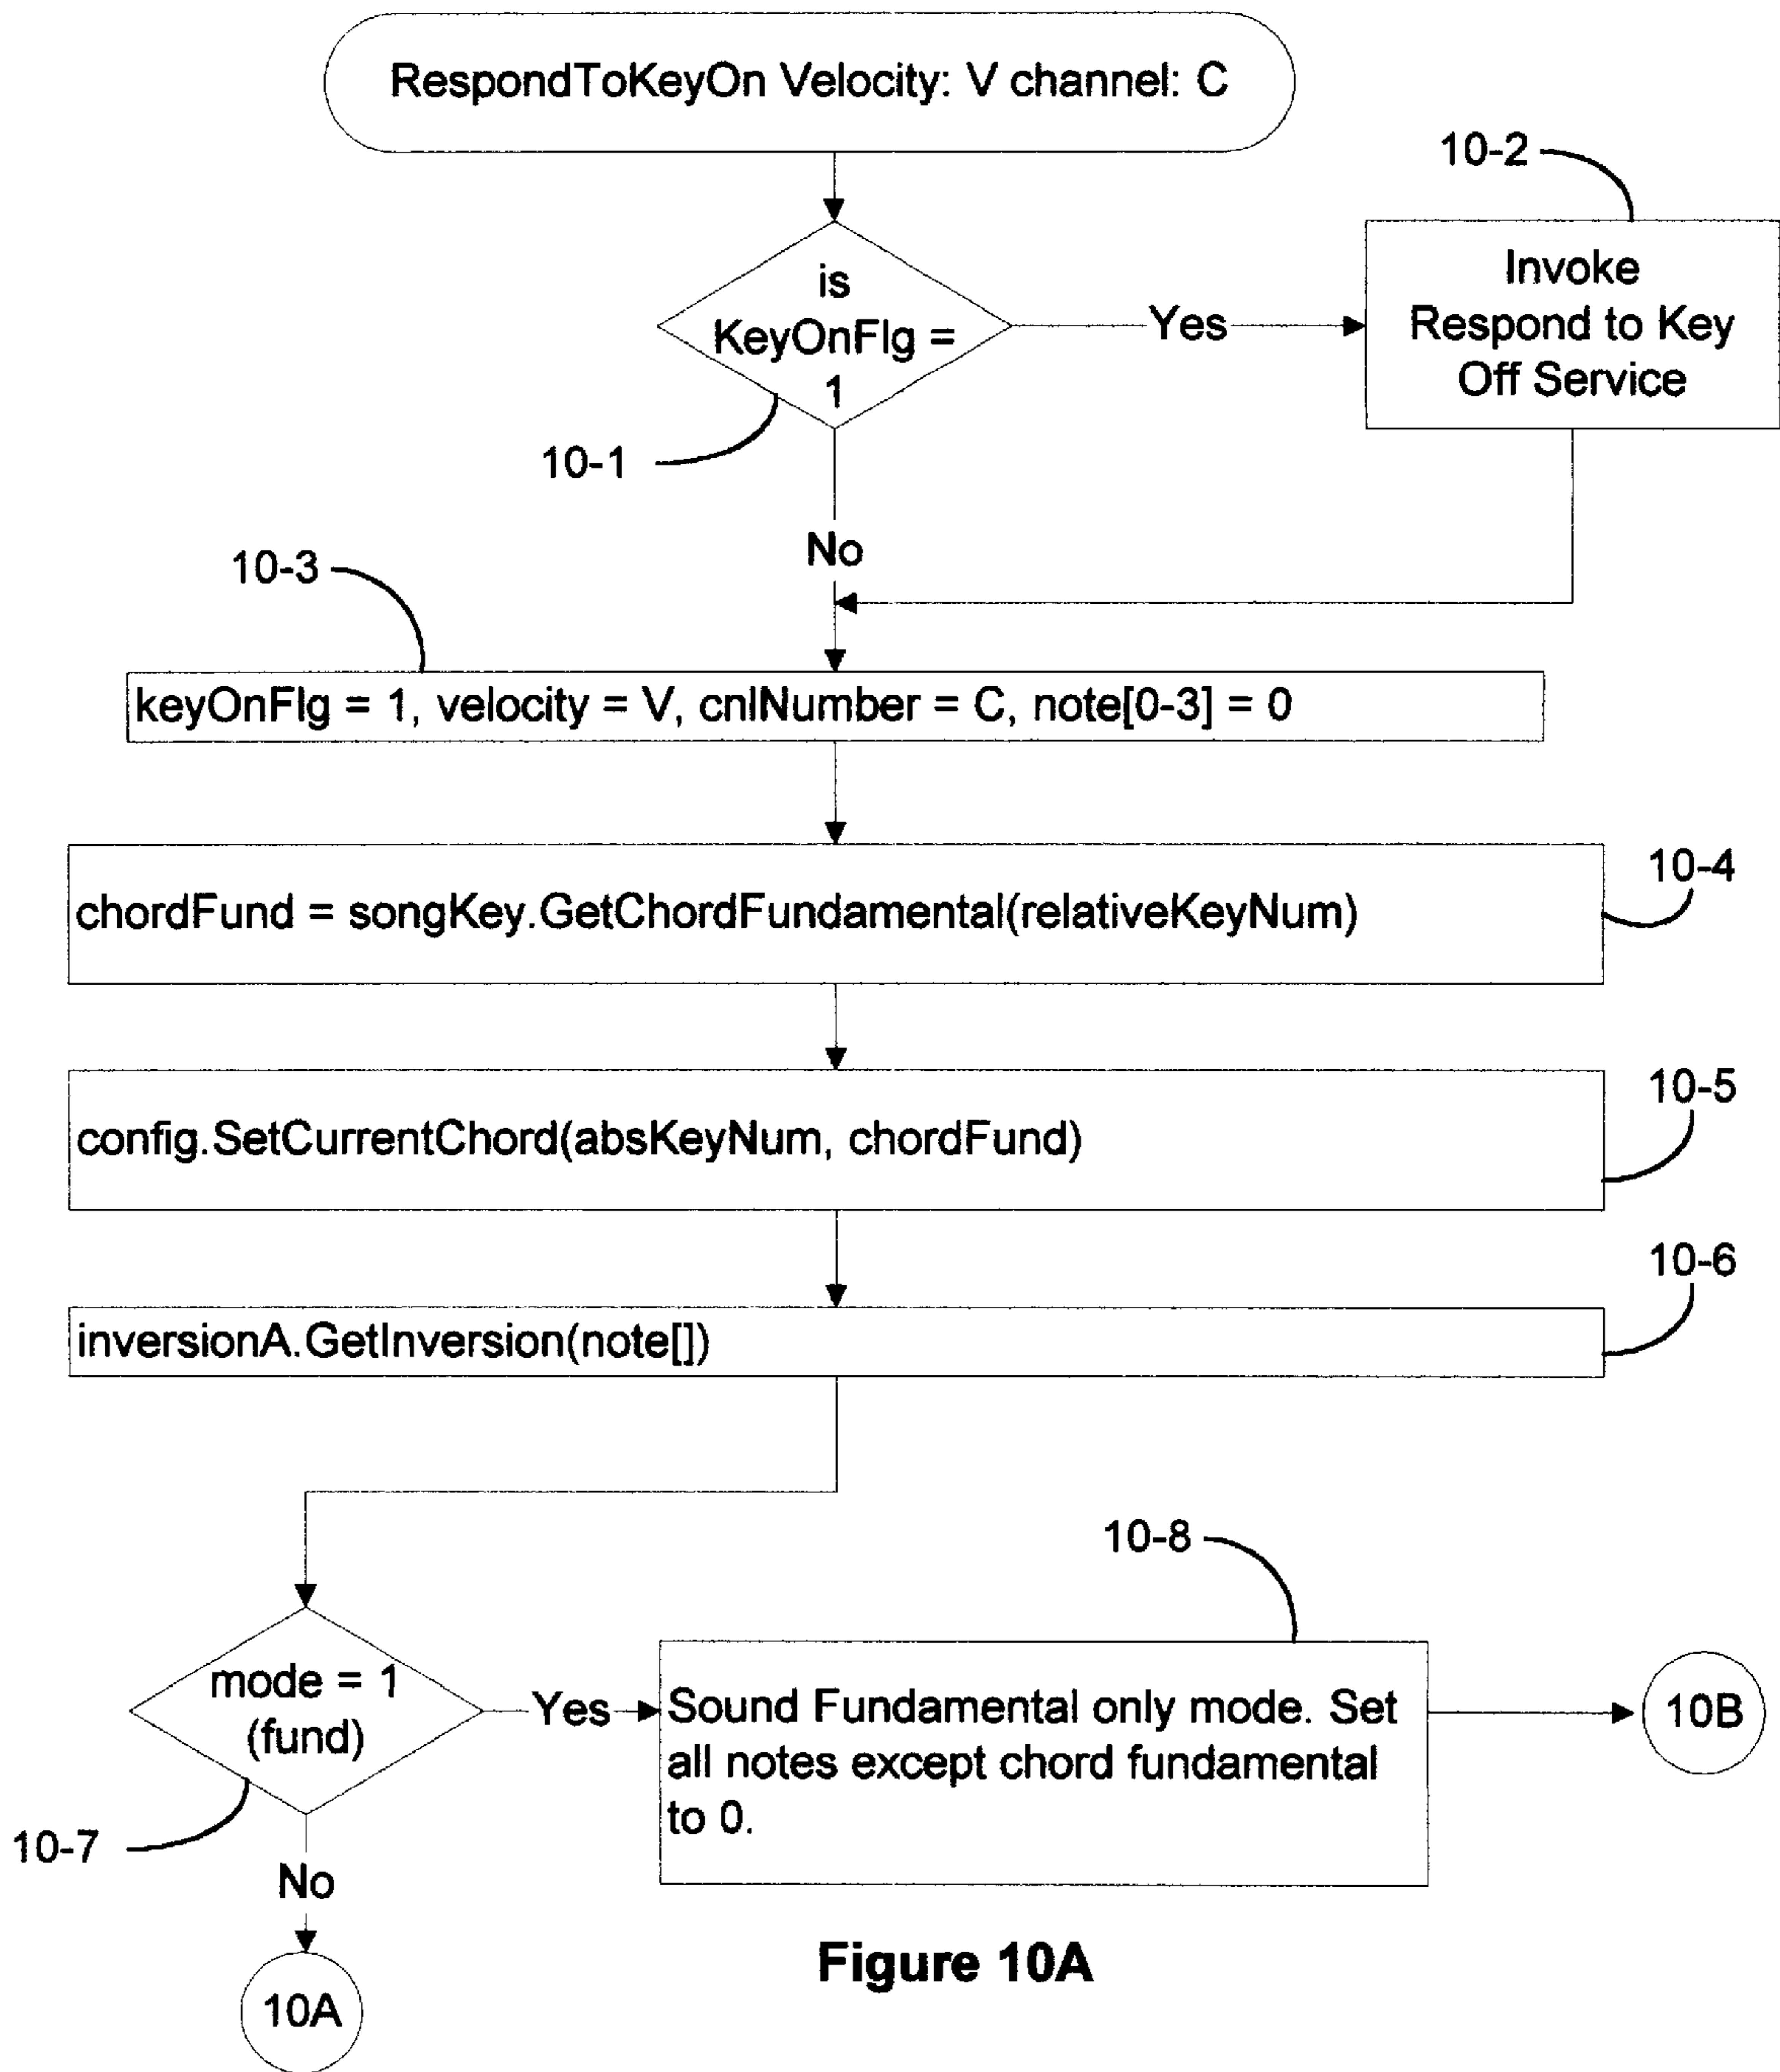 RespondToKeyOn Velocity: V channel: C
10-2
is
KeyOnFlg =
1
Yes
Invoke
Respond to Key
Off Service
10-1
No
10-3
keyOnFlg = 1, velocity = V, cnlNumber = C, note[0-3] = 0
10-4
chordFund = songKey.GetChordFundamental(relativeKeyNum)
10-5
config.SetCurrentChord(absKeyNum, chordFund)
10-6
inversionA.GetInversion(note[])
10-8
mode = 1
(fund)
Yes
Sound Fundamental only mode. Set
all notes except chord fundamental
to 0.
10B
10-7
No
10A
Figure 10A